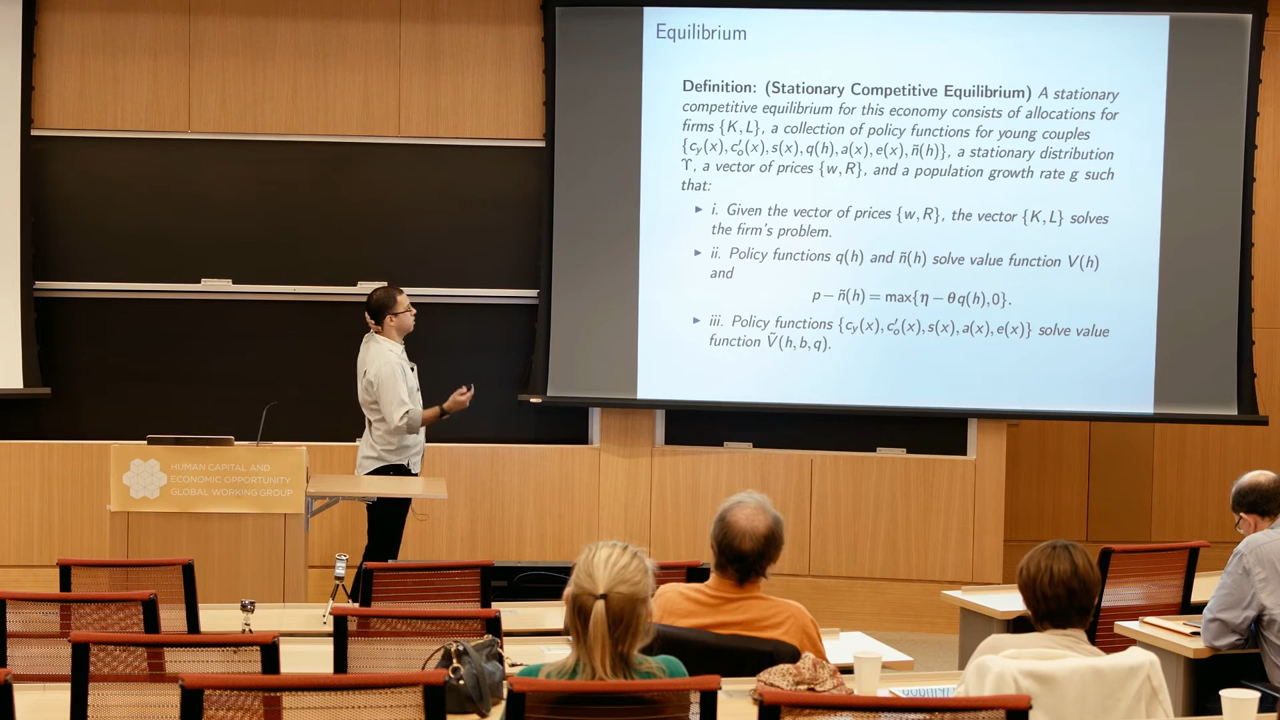 Equilibrium
Definition: (Stationary Competitive Equilibrium) A stationary
competitive equilibrium for this economy consists of allocations for
firms {K, L}, a collection of policy functions for young couples
{c_y(x), c_o′(x), s(x), q(h), a(x), e(x), ñ(h)}, a stationary distribution
ϒ, a vector of prices {w, R}, and a population growth rate g such
that:
▸ i. Given the vector of prices {w, R}, the vector {K, L} solves
the firm's problem.
▸ ii. Policy functions q(h) and ñ(h) solve value function V(h)
and
p − ñ(h) = max{η − θq(h), 0}.
▸ iii. Policy functions {c_y(x), c_o′(x), s(x), a(x), e(x)} solve value
function Ṽ(h, b, q).
HUMAN CAPITAL AND
ECONOMIC OPPORTUNITY
GLOBAL WORKING GROUP